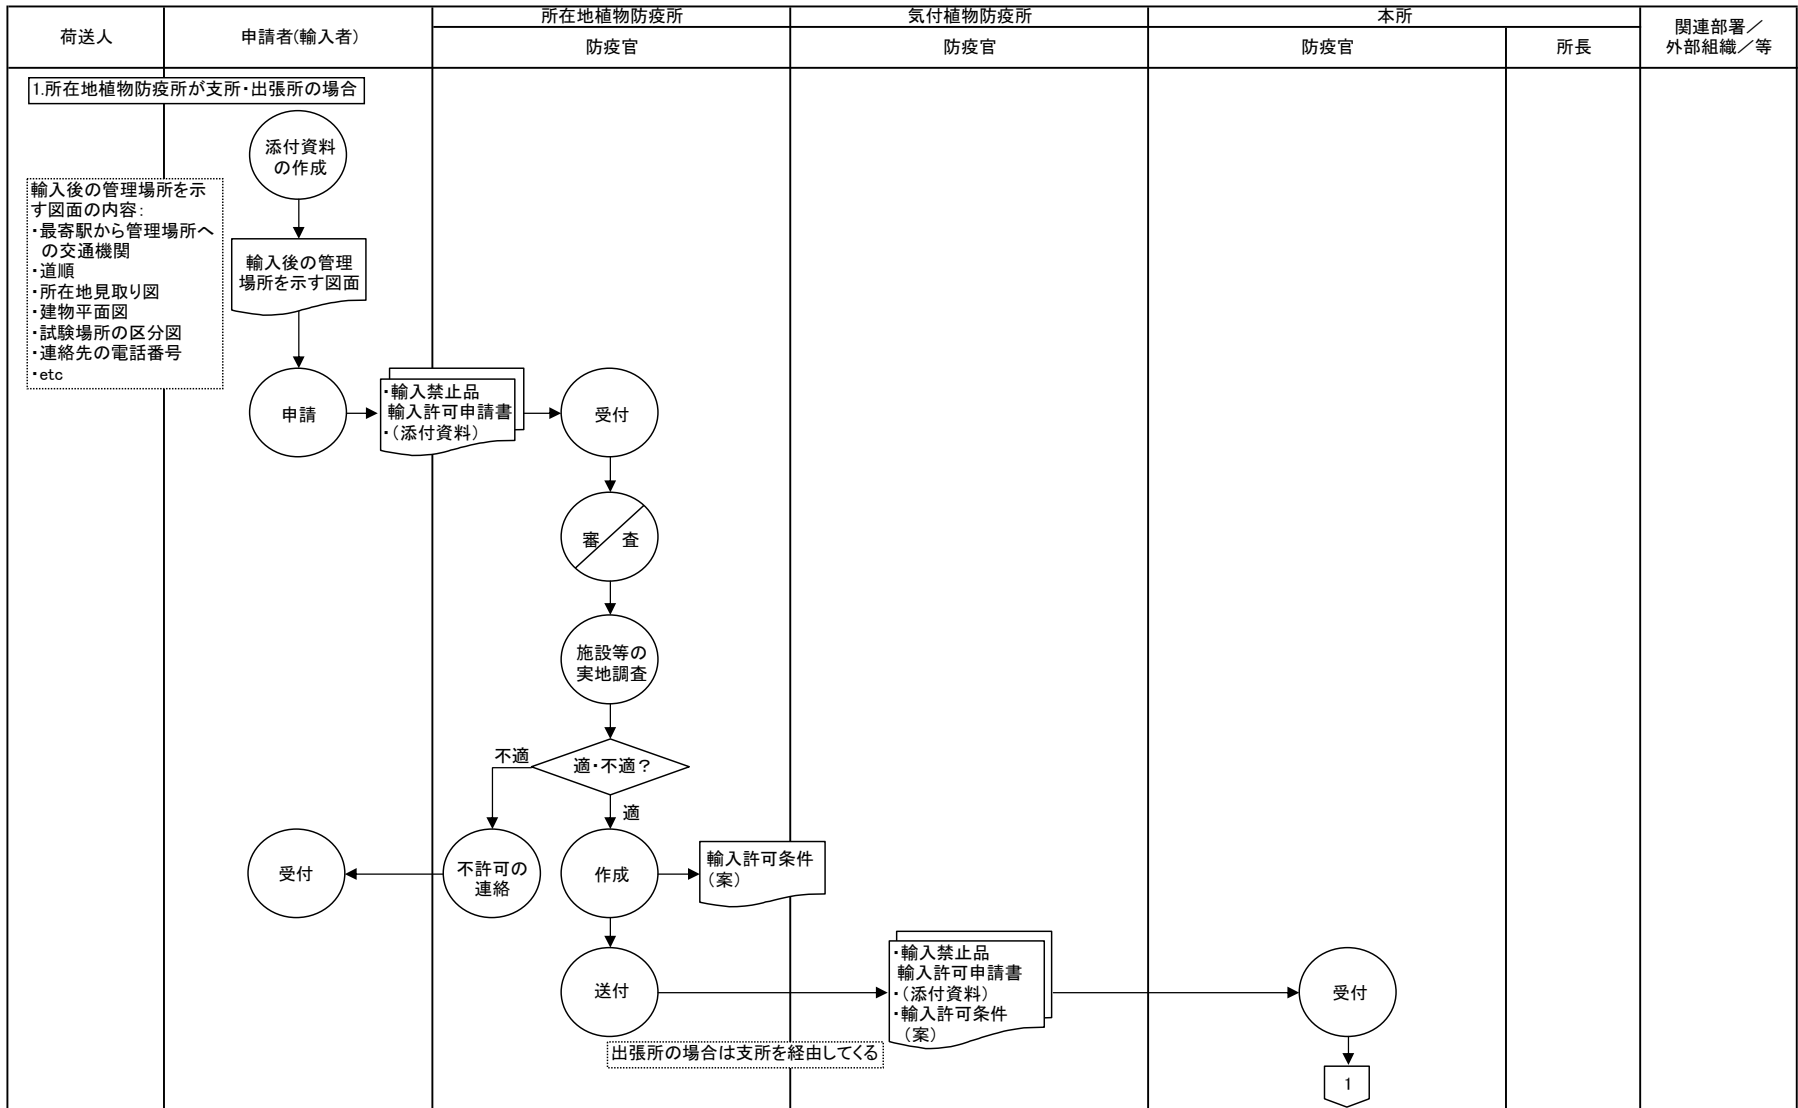 荷送人
申請者(輸入者)
所在地植物防疫所
防疫官
気付植物防疫所
防疫官
本所
防疫官
所長
関連部署／
外部組織／等
1.所在地植物防疫所が支所・出張所の場合
添付資料
の作成
輸入後の管理場所を示
す図面の内容：
・最寄駅から管理場所へ
の交通機関
・道順
・所在地見取り図
・建物平面図
・試験場所の区分図
・連絡先の電話番号
・etc
輸入後の管理
場所を示す図面
申請
・輸入禁止品
輸入許可申請書
・（添付資料）
受付
審 査
施設等の
実地調査
適・不適？
不適
適
受付
不許可の
連絡
作成
輸入許可条件
（案）
送付
・輸入禁止品
輸入許可申請書
・（添付資料）
・輸入許可条件
（案）
受付
出張所の場合は支所を経由してくる
1